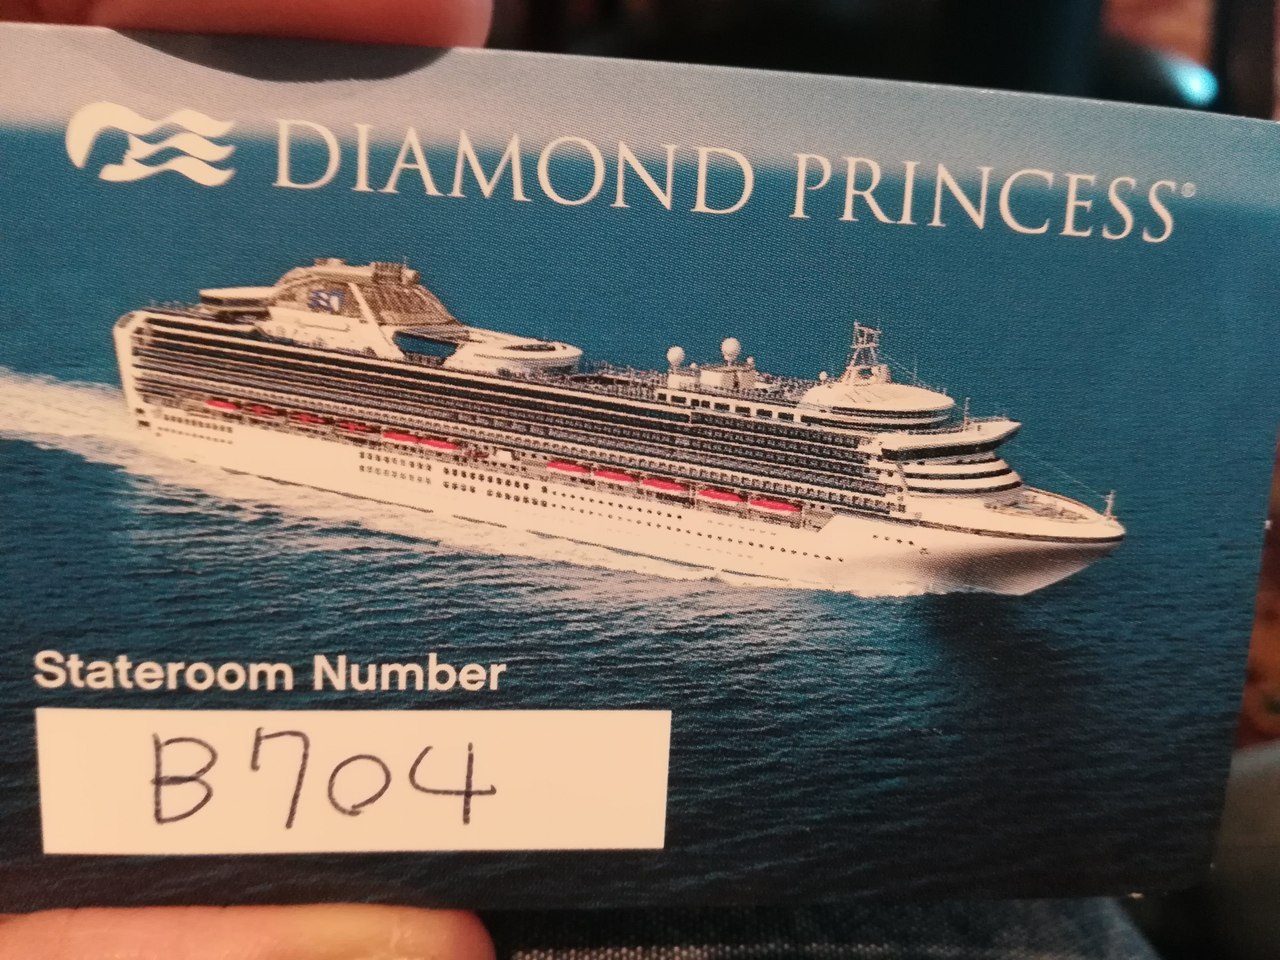 DIAMOND PRINCESS®
Stateroom Number
B704